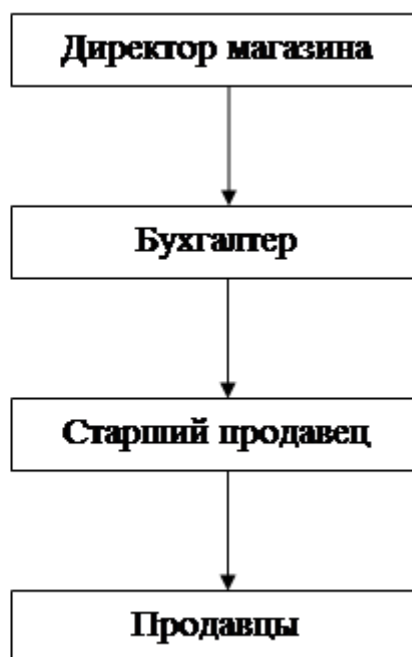 Директор магазина
Бухгалтер
Старший продавец
Продавцы